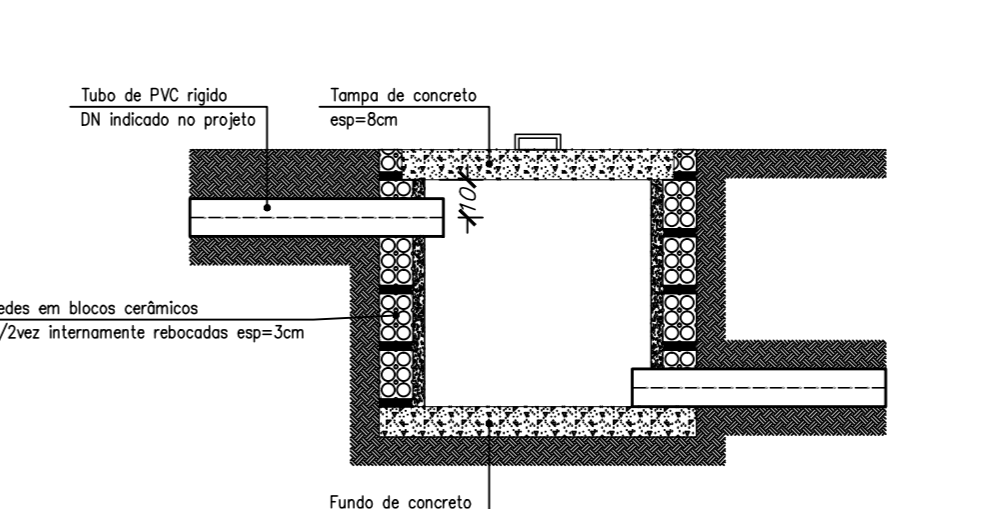 Tubo de PVC rigido
DN indicado no projeto
Tampa de concreto
esp=8cm
10
edes em blocos cerâmicos
/2vez internamente rebocadas esp=3cm
Fundo de concreto